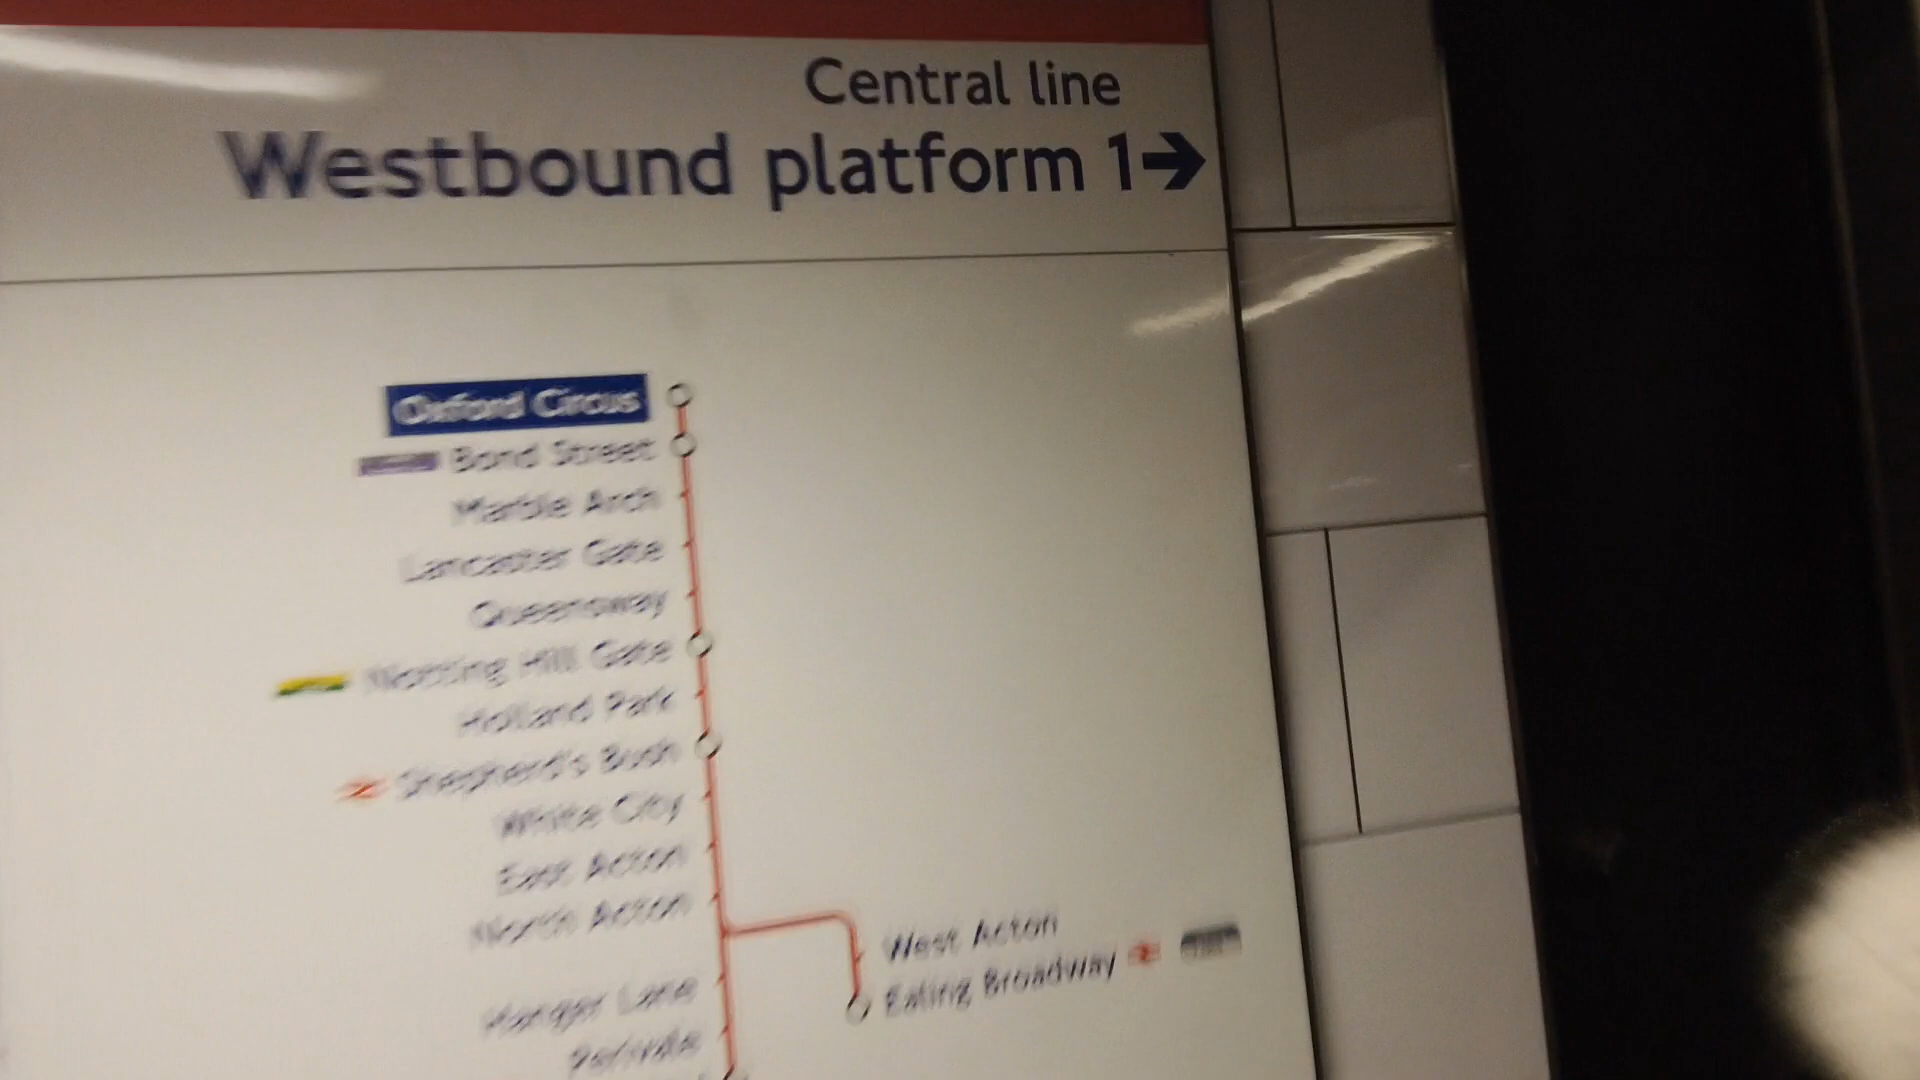 Central line
Westbound platform 1→
Oxford Circus
Bond Street
Marble Arch
Lancaster Gate
Queensway
Notting Hill Gate
Holland Park
Shepherd's Bush
White City
East Acton
North Acton
West Acton
Ealing Broadway
Hanger Lane
Perivale